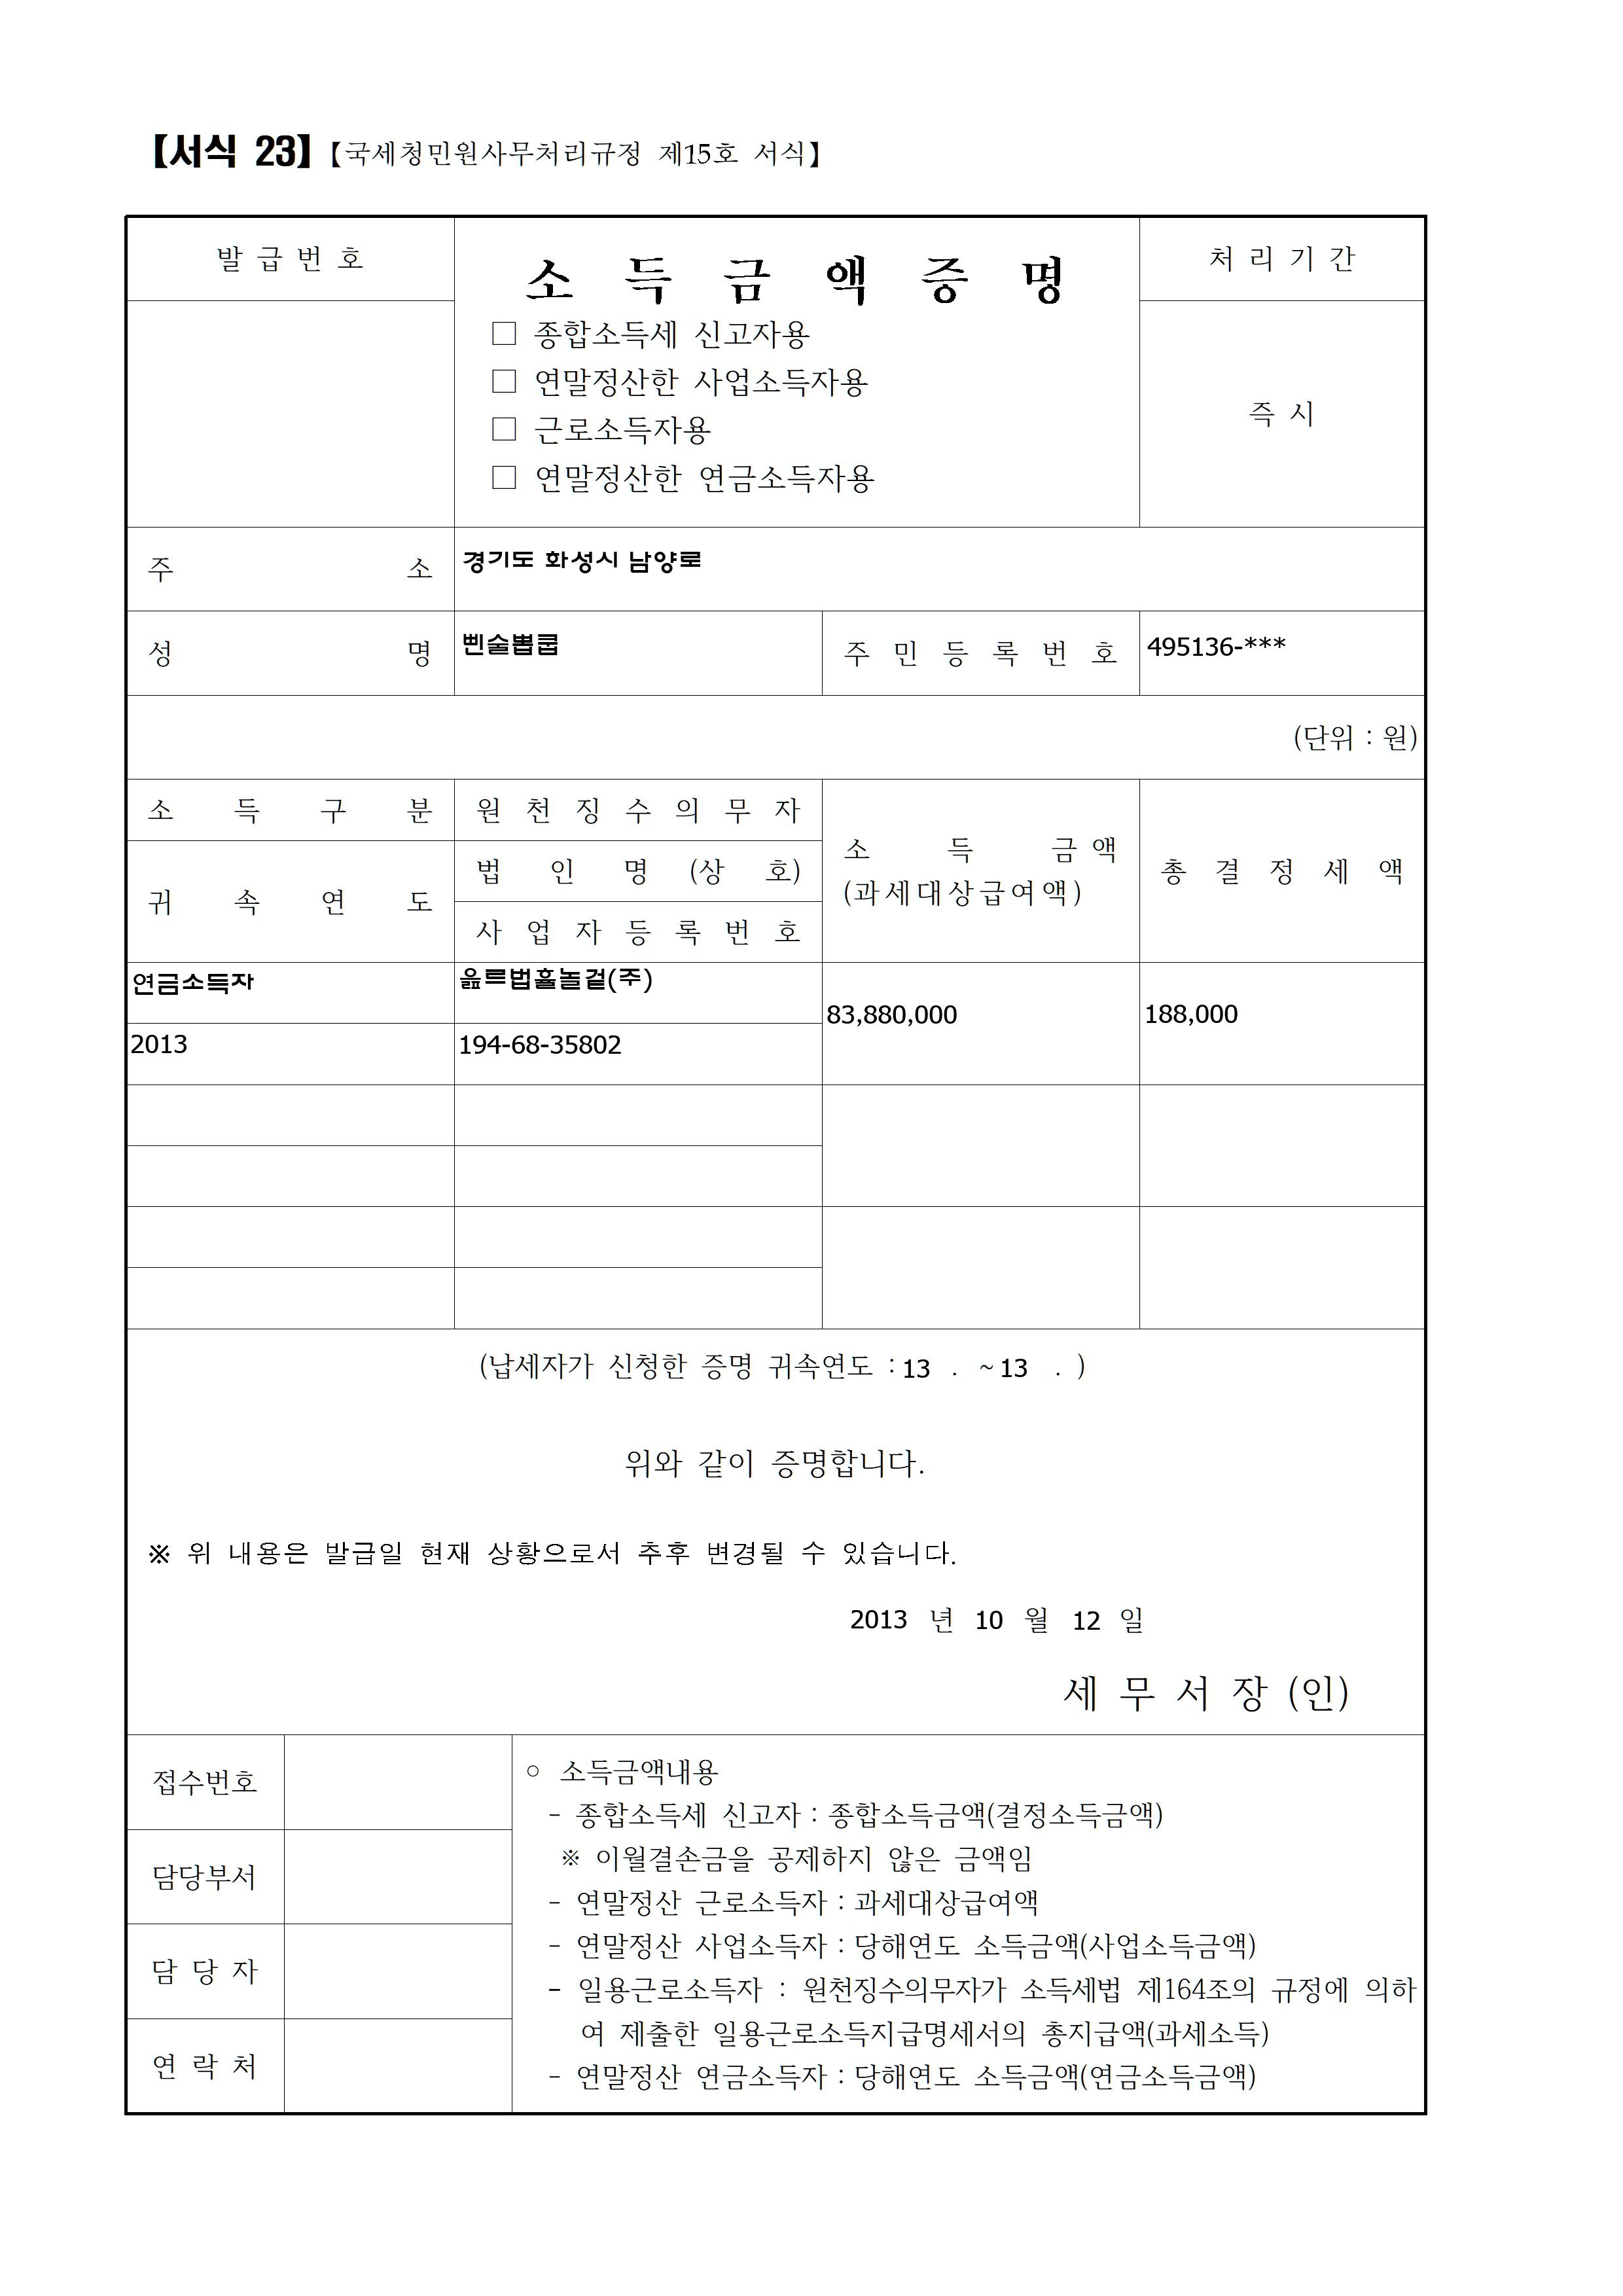 【서식 23】【국세청민원사무처리규정 제15호 서식】
발급번호
소득금액증명
처리기간
□ 종합소득세 신고자용
□ 연말정산한 사업소득자용
□ 근로소득자용
□ 연말정산한 연금소득자용
즉시
주 소 경기도 화성시 남양로
성 명 삔술뽑쿱 주민등록번호 495136-***
(단위 : 원)
소득구분 원천징수의무자
소득금액
(과세대상급여액)
총결정세액
귀속연도
법인명(상호)
사업자등록번호
연금소득자 읊르법휼놀겉(주)
83,880,000 188,000
2013 194-68-35802
(납세자가 신청한 증명 귀속연도 : 13 . ~ 13 . )
위와 같이 증명합니다.
※ 위 내용은 발급일 현재 상황으로서 추후 변경될 수 있습니다.
2013 년 10 월 12 일
세무서장 (인)
접수번호
담당부서
담당자
연락처
○ 소득금액내용
- 종합소득세 신고자 : 종합소득금액(결정소득금액)
※ 이월결손금을 공제하지 않은 금액임
- 연말정산 근로소득자 : 과세대상급여액
- 연말정산 사업소득자 : 당해연도 소득금액(사업소득금액)
- 일용근로소득자 : 원천징수의무자가 소득세법 제164조의 규정에 의하
여 제출한 일용근로소득지급명세서의 총지급액(과세소득)
- 연말정산 연금소득자 : 당해연도 소득금액(연금소득금액)